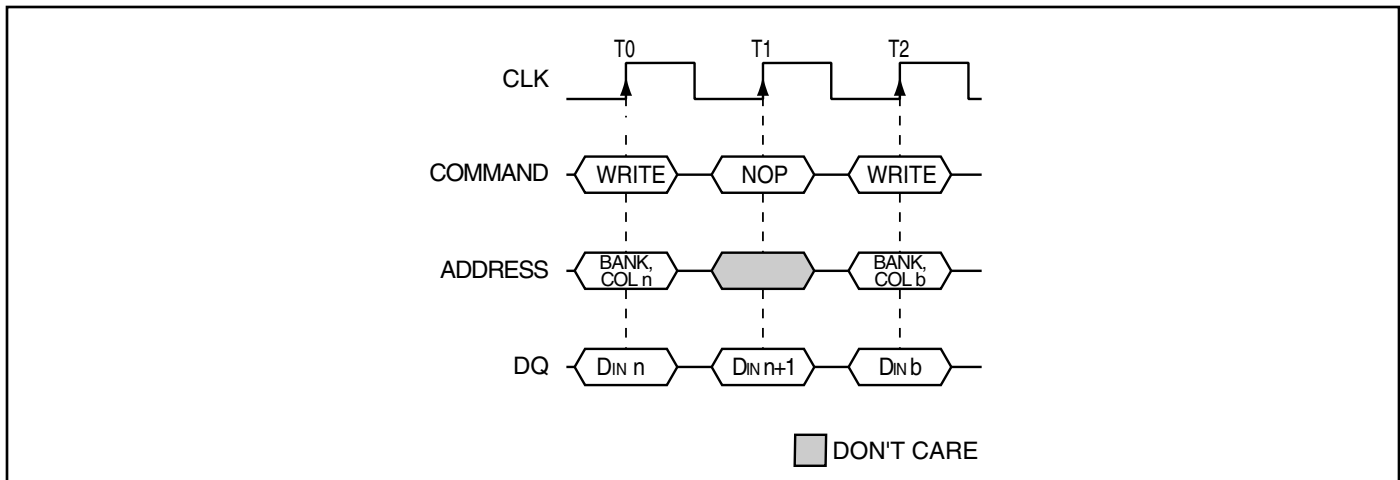 T0 T1 T2
CLK
COMMAND WRITE NOP WRITE
ADDRESS BANK, COL n BANK, COL b
DQ DIN n DIN n+1 DIN b
DON'T CARE